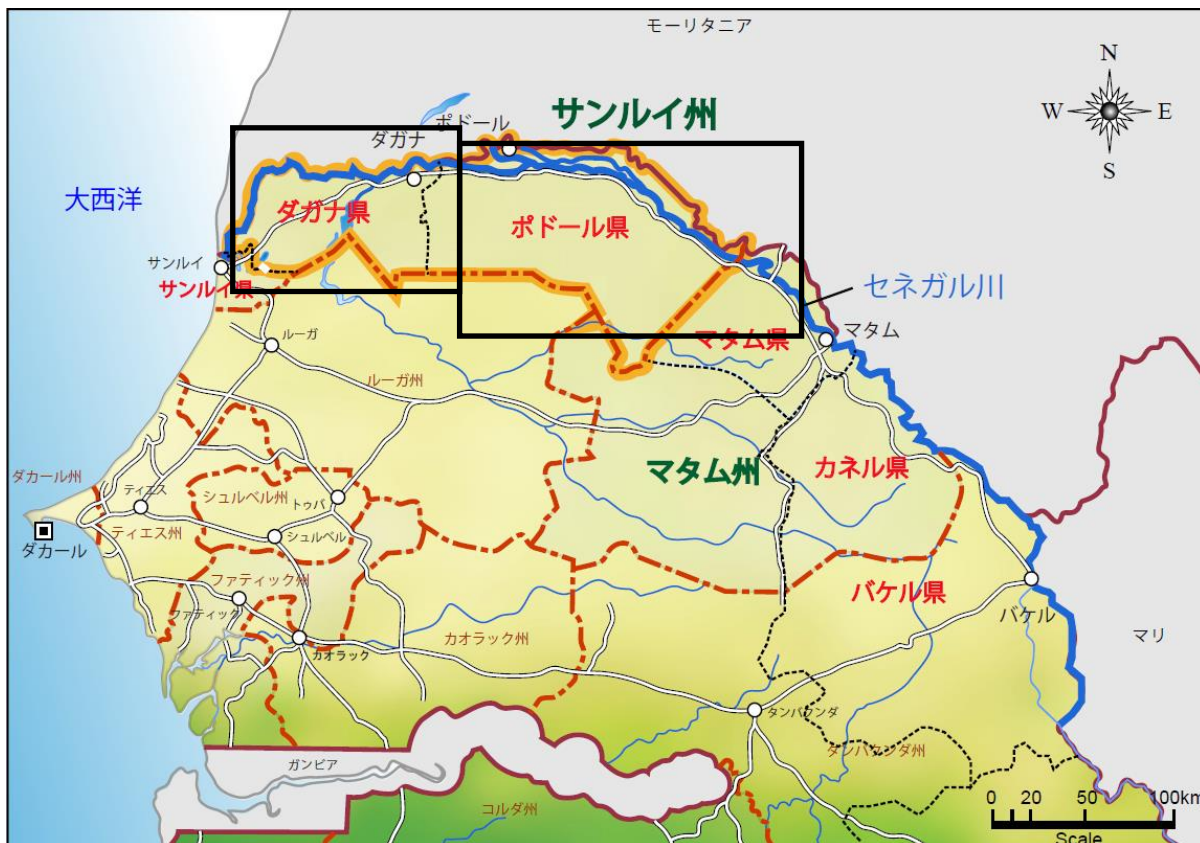 モーリタニア
N
W
E
S
サンルイ州
ポドール
ダガナ
大西洋
ダガナ県
ポドール県
サンルイ
サンルイ県
セネガル川
マタム県
マタム
ルーガ
ルーガ州
マタム州
カネル県
ダカール州
ティエス
シュルベル州
トゥバ
ダカール
ティエス州
シュルベル
ファティック州
ファティック
バケル県
バケル
カオラック州
カオラック
マリ
タンバクンダ
タンバクンダ州
ガンビア
コルダ州
0 20 50 100km
Scale